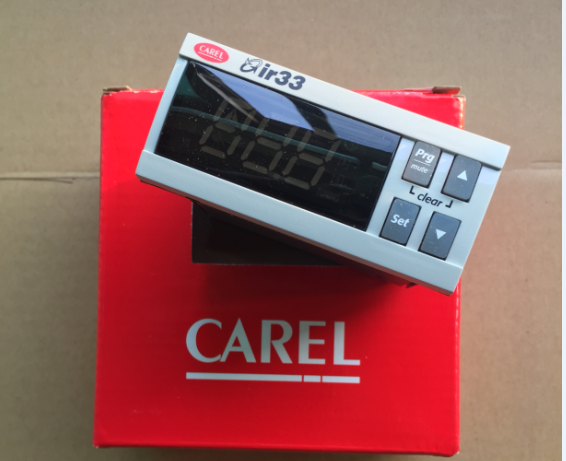 CAREL
ir33
Prg
mute
clear
Set
CAREL